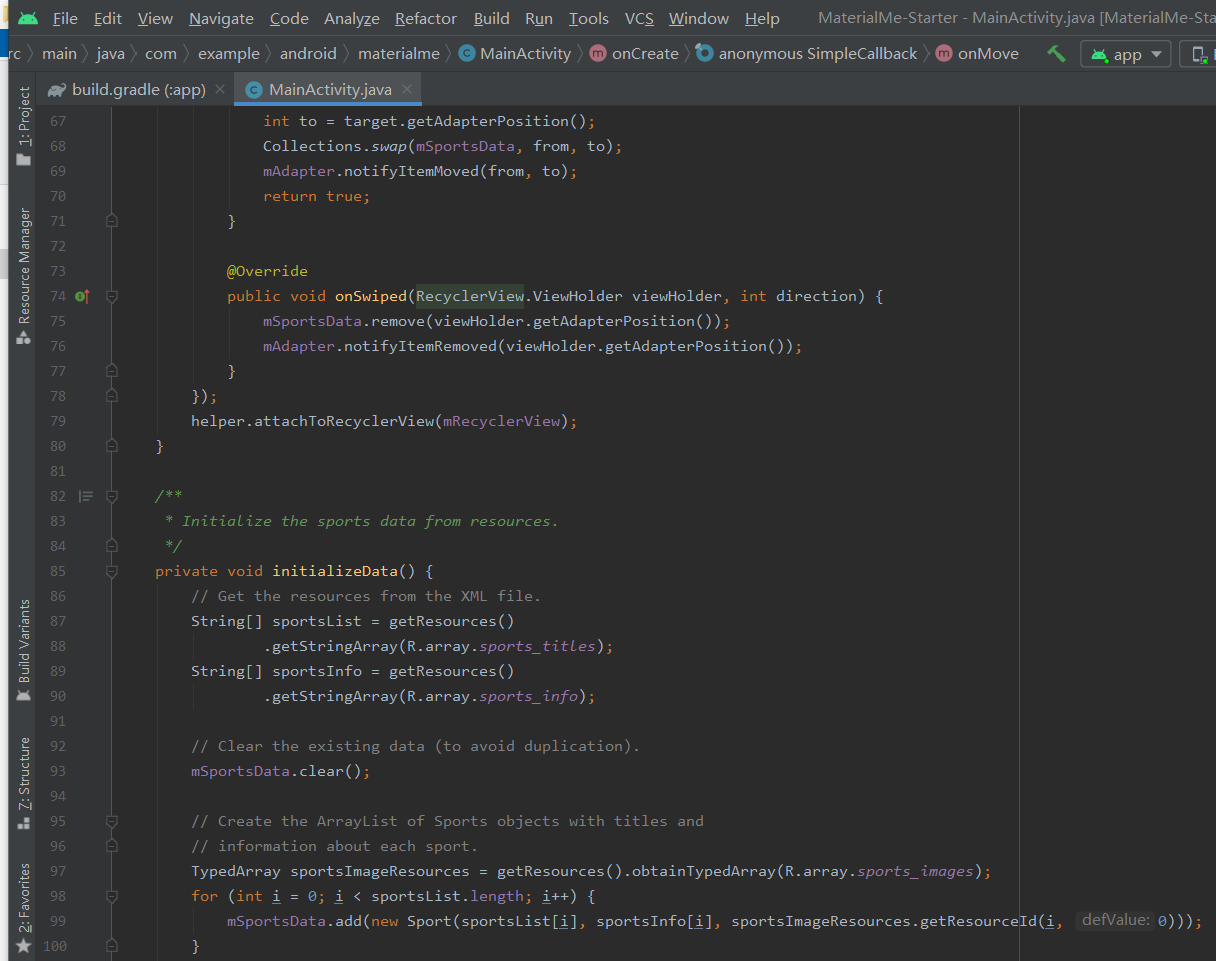 File Edit View Navigate Code Analyze Refactor Build Run Tools VCS Window Help MaterialMe-Starter - MainActivity.java [MaterialMe-Sta
rc main java com example android materialme MainActivity onCreate anonymous SimpleCallback onMove app
build.gradle (:app) MainActivity.java
1: Project
Resource Manager
Build Variants
Z: Structure
2: Favorites
67 int to = target.getAdapterPosition();
68 Collections.swap(mSportsData, from, to);
69 mAdapter.notifyItemMoved(from, to);
70 return true;
71 }
72
73 @Override
74 public void onSwiped(RecyclerView.ViewHolder viewHolder, int direction) {
75 mSportsData.remove(viewHolder.getAdapterPosition());
76 mAdapter.notifyItemRemoved(viewHolder.getAdapterPosition());
77 }
78 });
79 helper.attachToRecyclerView(mRecyclerView);
80 }
81
82 /**
83 * Initialize the sports data from resources.
84 */
85 private void initializeData() {
86 // Get the resources from the XML file.
87 String[] sportsList = getResources()
88 .getStringArray(R.array.sports_titles);
89 String[] sportsInfo = getResources()
90 .getStringArray(R.array.sports_info);
91
92 // Clear the existing data (to avoid duplication).
93 mSportsData.clear();
94
95 // Create the ArrayList of Sports objects with titles and
96 // information about each sport.
97 TypedArray sportsImageResources = getResources().obtainTypedArray(R.array.sports_images);
98 for (int i = 0; i < sportsList.length; i++) {
99 mSportsData.add(new Sport(sportsList[i], sportsInfo[i], sportsImageResources.getResourceId(i, defValue: 0)));
100 }